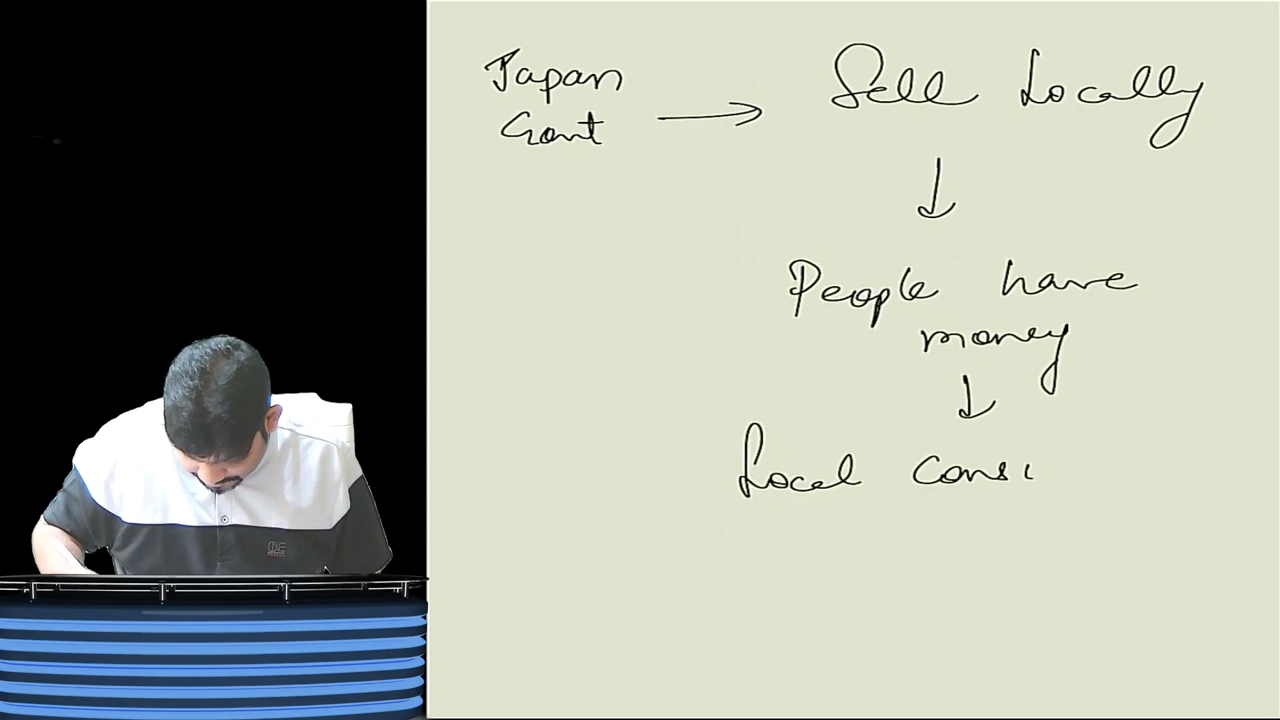 Japan
Govt → Sell Locally
↓
People have
money
↓
Local cons